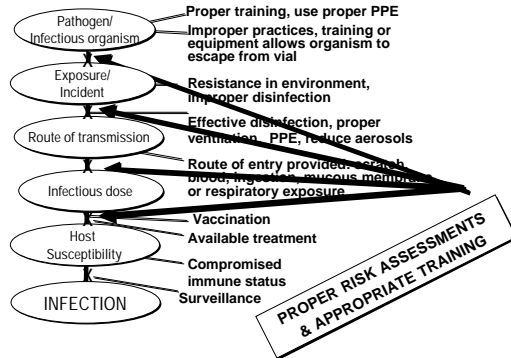 Pathogen/
Infectious organism
Proper training, use proper PPE
Improper practices, training or
equipment allows organism to
escape from vial
Exposure/
Incident
Resistance in environment,
improper disinfection
Route of transmission
Effective disinfection, proper
ventilation, PPE, reduce aerosols
Route of entry provided: scratch,
blood, ingestion, mucous membrane
or respiratory exposure
Infectious dose
Vaccination
Available treatment
Host
Susceptibility
Compromised
immune status
Surveillance
INFECTION
PROPER RISK ASSESSMENTS
& APPROPRIATE TRAINING
X
X
X
X
X